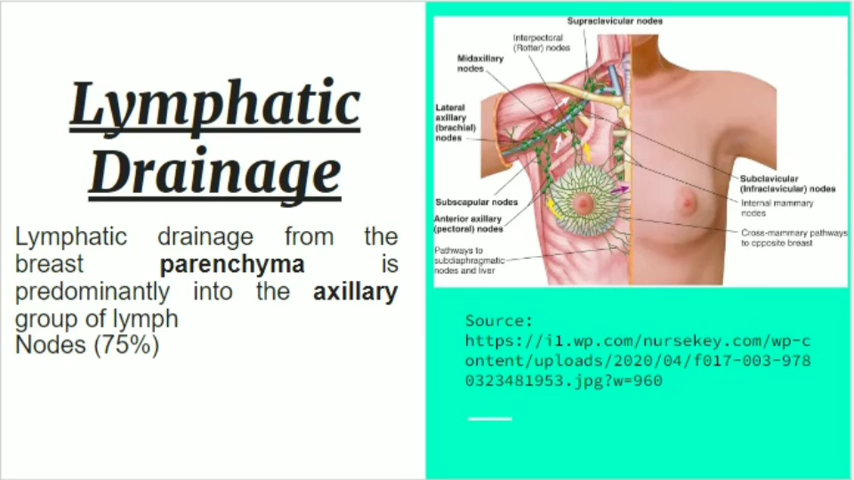 Lymphatic
Drainage
Lymphatic drainage from the
breast parenchyma is
predominantly into the axillary
group of lymph
Nodes (75%)
Supraclavicular nodes
Interpectoral
(Rotter) nodes
Midaxillary
nodes
Lateral
axillary
(brachial)
nodes
Subscapular nodes
Anterior axillary
(pectoral) nodes
Pathways to
subdiaphragmatic
nodes and liver
Subclavicular
(Infraclavicular) nodes
Internal mammary
nodes
Cross-mammary pathways
to opposite breast
Source:
https://i1.wp.com/nursekey.com/wp-c
ontent/uploads/2020/04/f017-003-978
0323481953.jpg?w=960